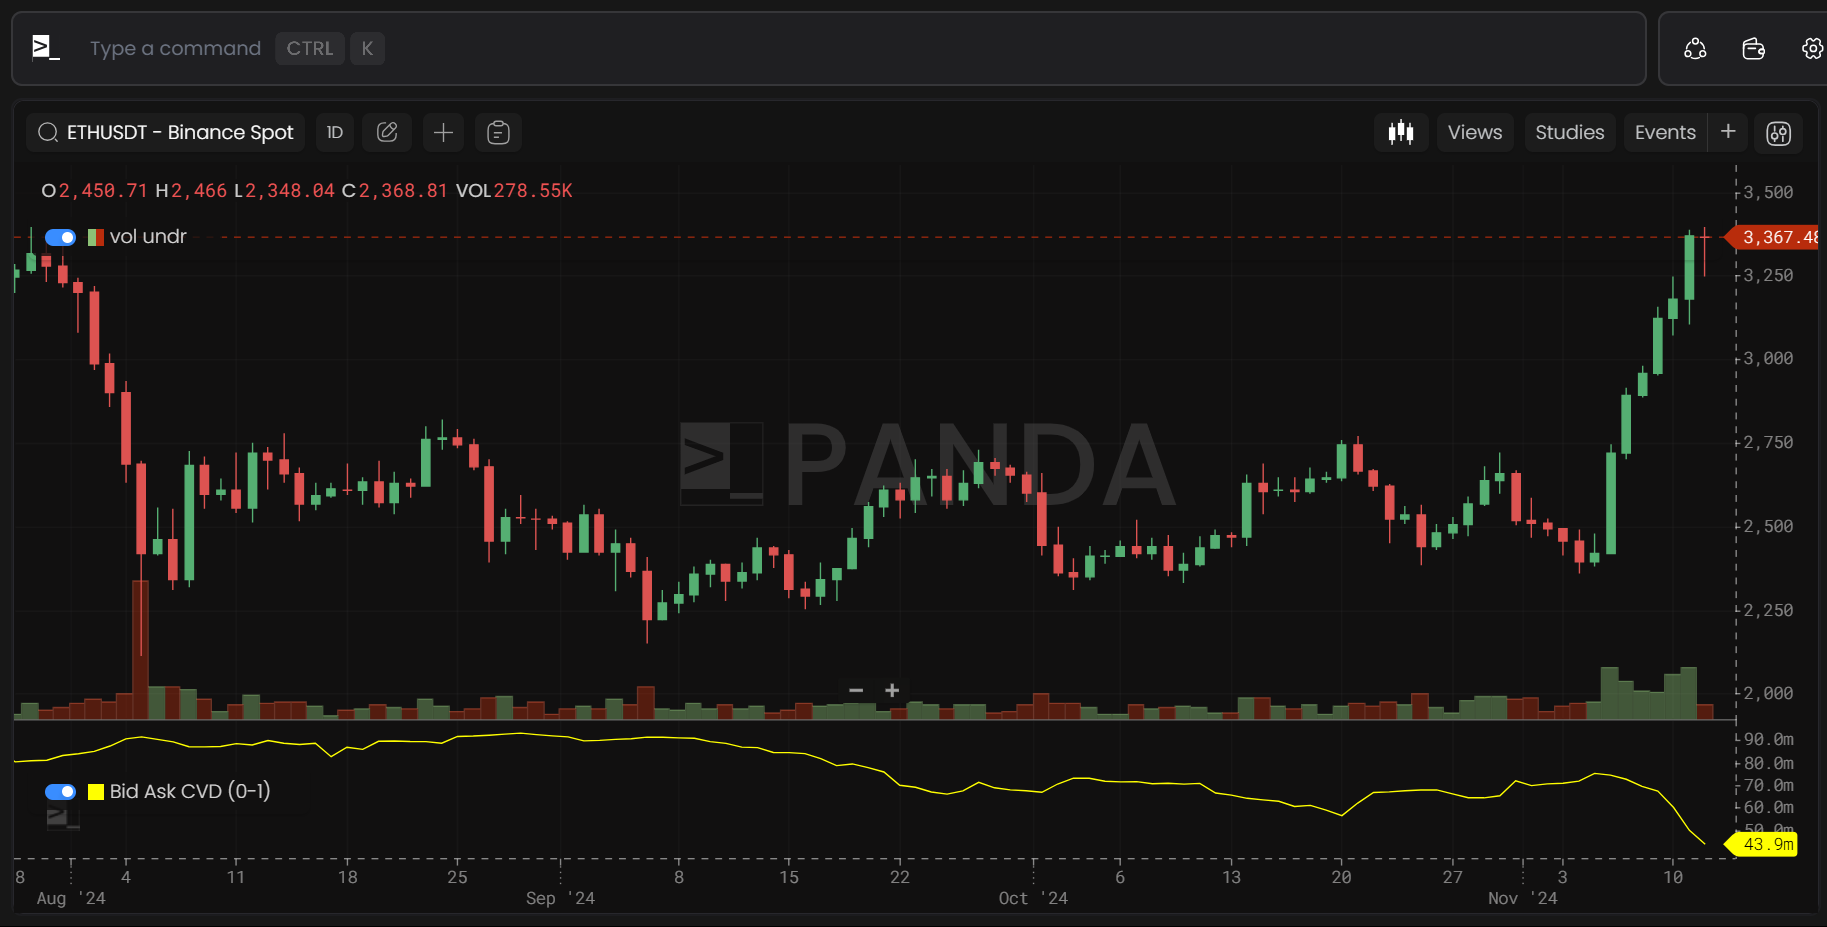 Type a command CTRL K
ETHUSDT - Binance Spot 1D Views Studies Events +
O2,450.71 H2,466 L2,348.04 C2,368.81 VOL278.55K
vol undr
3,500
3,367.48
3,250
3,000
2,750
2,500
2,250
2,000
>_PANDA
− +
90.0m
80.0m
70.0m
60.0m
50.0m
43.9m
Bid Ask CVD (0-1)
8 4 11 18 25 8 15 22 6 13 20 27 3 10
Aug '24 Sep '24 Oct '24 Nov '24